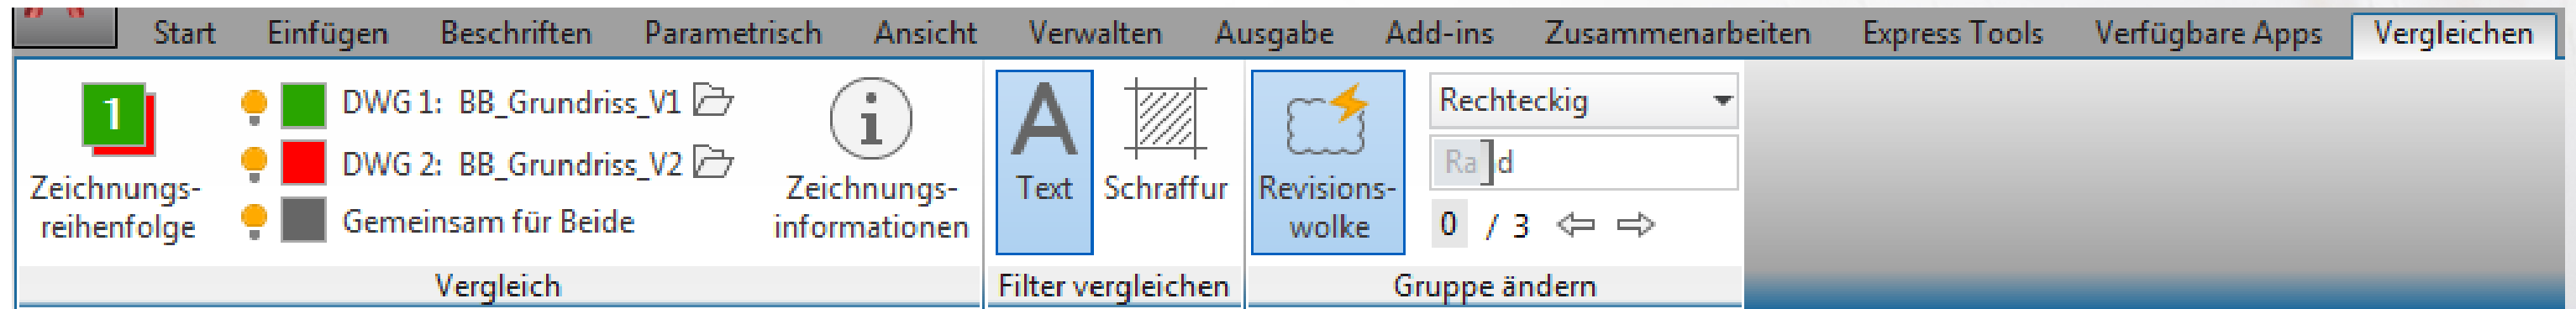 Start Einfügen Beschriften Parametrisch Ansicht Verwalten Ausgabe Add-ins Zusammenarbeiten Express Tools Verfügbare Apps Vergleichen
1
Zeichnungs-
reihenfolge
DWG 1: BB_Grundriss_V1
DWG 2: BB_Grundriss_V2
Gemeinsam für Beide
i
Zeichnungs-
informationen
Vergleich
A
Text
Schraffur
Filter vergleichen
Revisions-
wolke
Rechteckig
Rand
0 / 3
Gruppe ändern